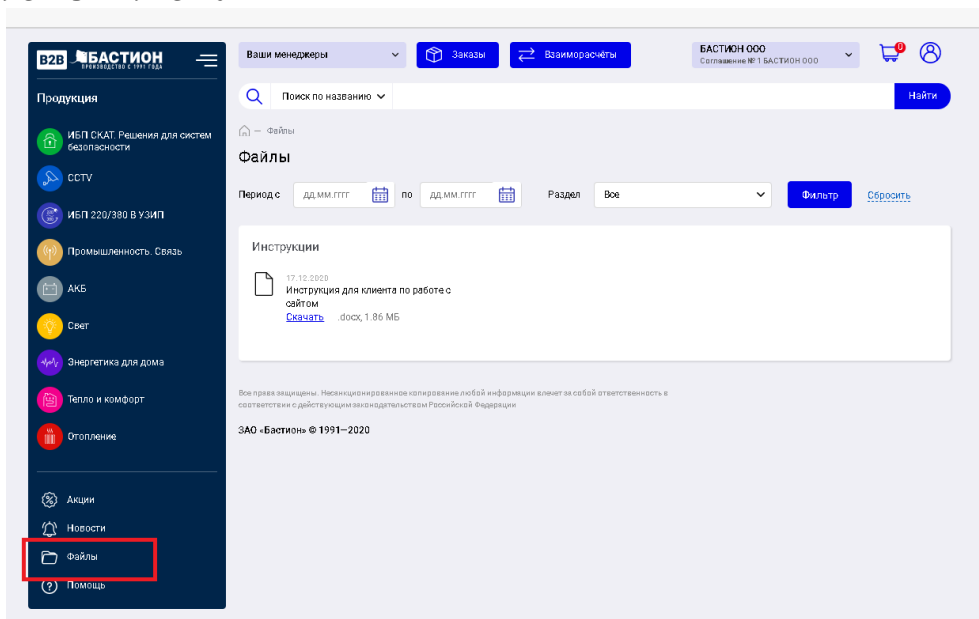 B2B БАСТИОН
ПРОИЗВОДСТВО С 1991 ГОДА
Продукция
ИБП СКАТ. Решения для систем
безопасности
CCTV
ИБП 220/380 В УЗИП
Промышленность. Связь
АКБ
Свет
Энергетика для дома
Тепло и комфорт
Отопление
Акции
Новости
Файлы
Помощь
Ваши менеджеры
Заказы
Взаиморасчёты
БАСТИОН ООО
Соглашение № 1 БАСТИОН ООО
0
Поиск по названию
Найти
— Файлы
Файлы
Период с дд.мм.гггг по дд.мм.гггг Раздел Все Фильтр Сбросить
Инструкции
17.12.2020
Инструкция для клиента по работе с
сайтом
Скачать .docx, 1.86 МБ
Все права защищены. Несанкционированное копирование любой информации влечет за собой ответственность в
соответствии с действующим законодательством Российской Федерации
ЗАО «Бастион» © 1991—2020